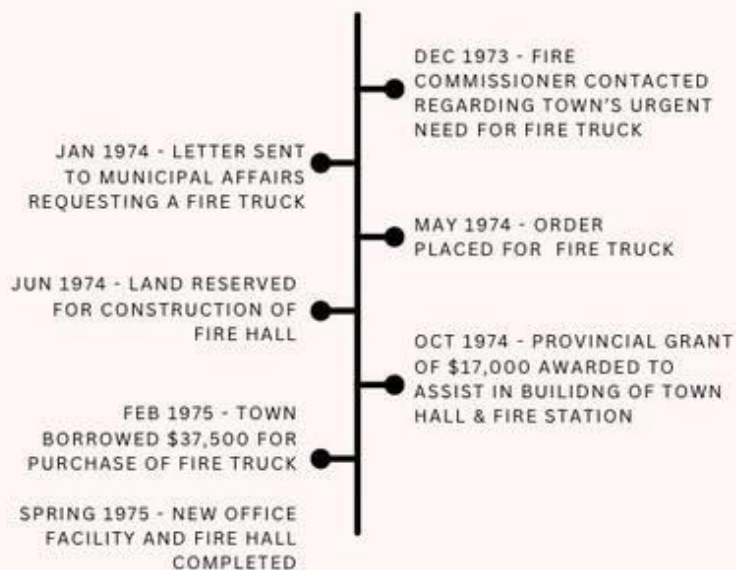 DEC 1973 - FIRE
COMMISSIONER CONTACTED
REGARDING TOWN'S URGENT
NEED FOR FIRE TRUCK
JAN 1974 - LETTER SENT
TO MUNICIPAL AFFAIRS
REQUESTING A FIRE TRUCK
MAY 1974 - ORDER
PLACED FOR FIRE TRUCK
JUN 1974 - LAND RESERVED
FOR CONSTRUCTION OF
FIRE HALL
OCT 1974 - PROVINCIAL GRANT
OF $17,000 AWARDED TO
ASSIST IN BUILIDNG OF TOWN
HALL & FIRE STATION
FEB 1975 - TOWN
BORROWED $37,500 FOR
PURCHASE OF FIRE TRUCK
SPRING 1975 - NEW OFFICE
FACILITY AND FIRE HALL
COMPLETED